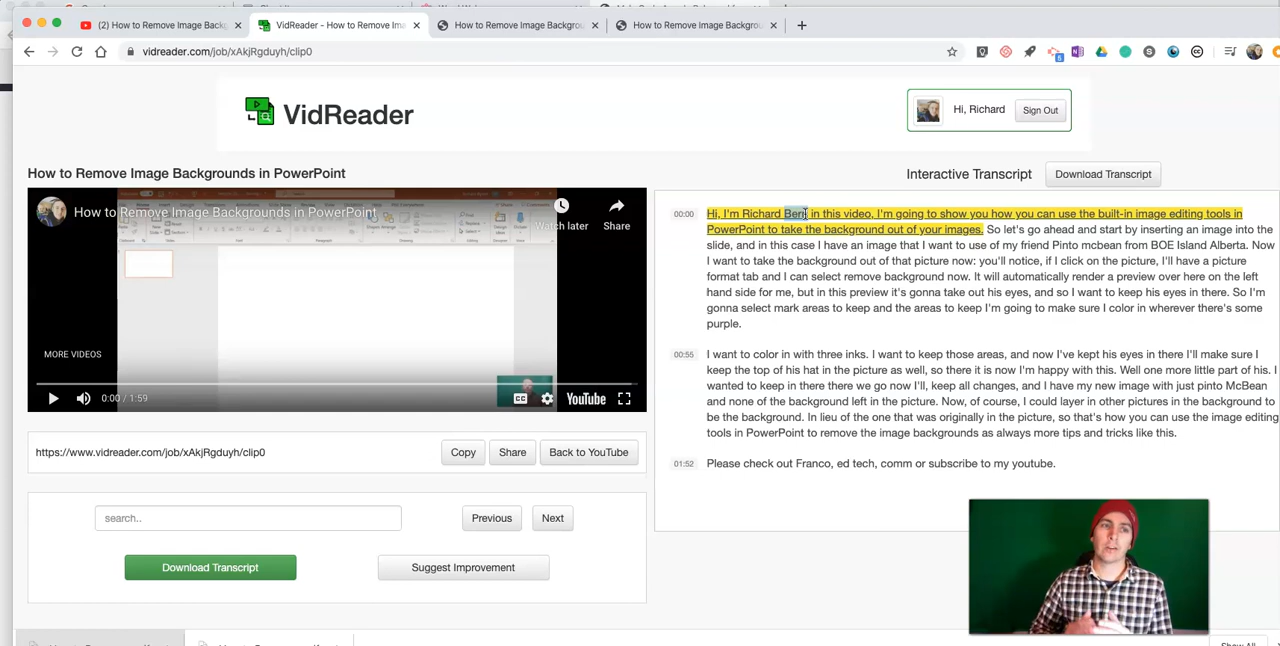 (2) How to Remove Image Backg
VidReader - How to Remove Ima
How to Remove Image Backgrou
How to Remove Image Backgrou
vidreader.com/job/xAkjRgduyh/clip0
VidReader
Hi, Richard
Sign Out
How to Remove Image Backgrounds in PowerPoint
Interactive Transcript
Download Transcript
How to Remove Image Backgrounds in PowerPoint
Watch later
Share
MORE VIDEOS
0:00 / 1:59
CC
YouTube
00:00
Hi, I'm Richard in this video, I'm going to show you how you can use the built-in image editing tools in
PowerPoint to take the background out of your images. So let's go ahead and start by inserting an image into the
slide, and in this case I have an image that I want to use of my friend Pinto mcbean from BOE Island Alberta. Now
I want to take the background out of that picture now: you'll notice, if I click on the picture, I'll have a picture
format tab and I can select remove background now. It will automatically render a preview over here on the left
hand side for me, but in this preview it's gonna take out his eyes, and so I want to keep his eyes in there. So I'm
gonna select mark areas to keep and the areas to keep I'm going to make sure I color in wherever there's some
purple.
00:55
I want to color in with three inks. I want to keep those areas, and now I've kept his eyes in there I'll make sure I
keep the top of his hat in the picture as well, so there it is now I'm happy with this. Well one more little part of his. I
wanted to keep in there there we go now I'll, keep all changes, and I have my new image with just pinto McBean
and none of the background left in the picture. Now, of course, I could layer in other pictures in the background to
be the background. In lieu of the one that was originally in the picture, so that's how you can use the image editing
tools in PowerPoint to remove the image backgrounds as always more tips and tricks like this.
01:52
Please check out Franco, ed tech, comm or subscribe to my youtube.
https://www.vidreader.com/job/xAkjRgduyh/clip0
Copy
Share
Back to YouTube
search..
Previous
Next
Download Transcript
Suggest Improvement
Show All